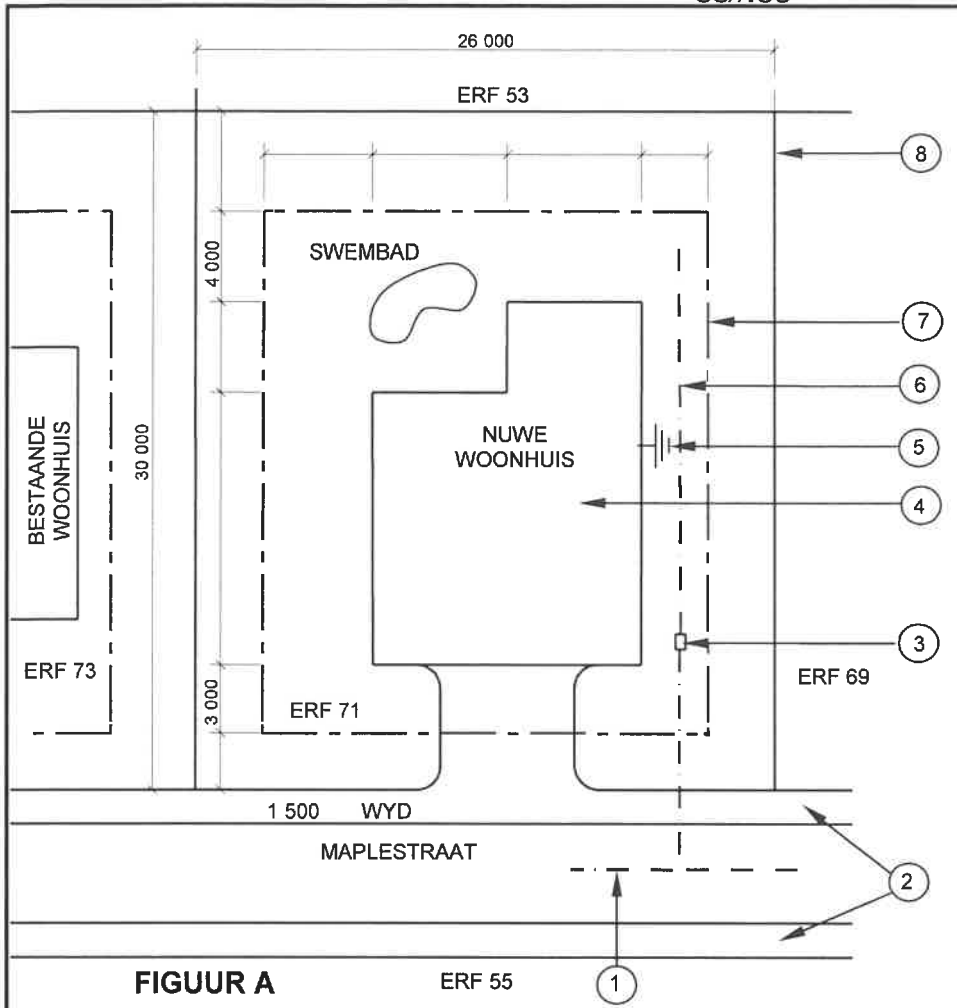 26 000
ERF 53
8
SWEMBAD
4 000
7
6
NUWE
WOONHUIS
5
BESTAANDE
WOONHUIS
30 000
4
3
ERF 73
ERF 69
3 000
ERF 71
1 500 WYD
MAPLESTRAAT
2
FIGUUR A
ERF 55
1